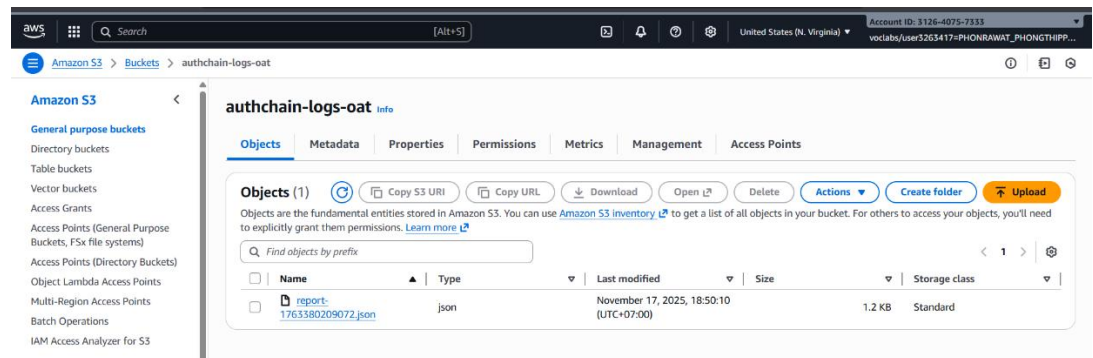 aws
Search
[Alt+S]
United States (N. Virginia)
Account ID: 3126-4075-7333
voclabs/user3263417=PHONRAWAT_PHONGTHIPP...
Amazon S3 > Buckets > authchain-logs-oat
Amazon S3
General purpose buckets
Directory buckets
Table buckets
Vector buckets
Access Grants
Access Points (General Purpose
Buckets, FSx file systems)
Access Points (Directory Buckets)
Object Lambda Access Points
Multi-Region Access Points
Batch Operations
IAM Access Analyzer for S3
authchain-logs-oat Info
Objects Metadata Properties Permissions Metrics Management Access Points
Objects (1) Copy S3 URI Copy URL Download Open Delete Actions Create folder Upload
Objects are the fundamental entities stored in Amazon S3. You can use Amazon S3 inventory to get a list of all objects in your bucket. For others to access your objects, you'll need
to explicitly grant them permissions. Learn more
Find objects by prefix
1
Name Type Last modified Size Storage class
report-
1763380209072.json
json
November 17, 2025, 18:50:10
(UTC+07:00)
1.2 KB
Standard